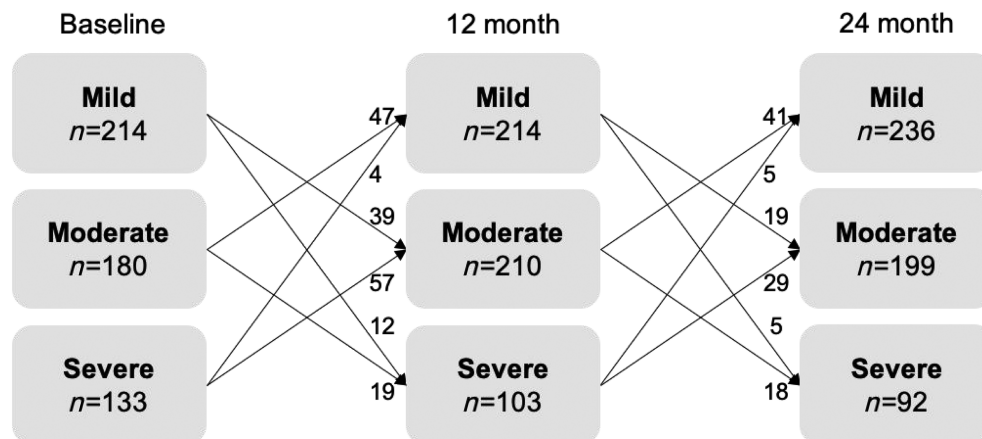 Baseline 12 month 24 month
Mild Mild Mild
n=214 n=214 n=236
47 41
4 5
39 19
Moderate Moderate Moderate
n=180 n=210 n=199
57 29
12 5
Severe Severe Severe
19 18
n=133 n=103 n=92